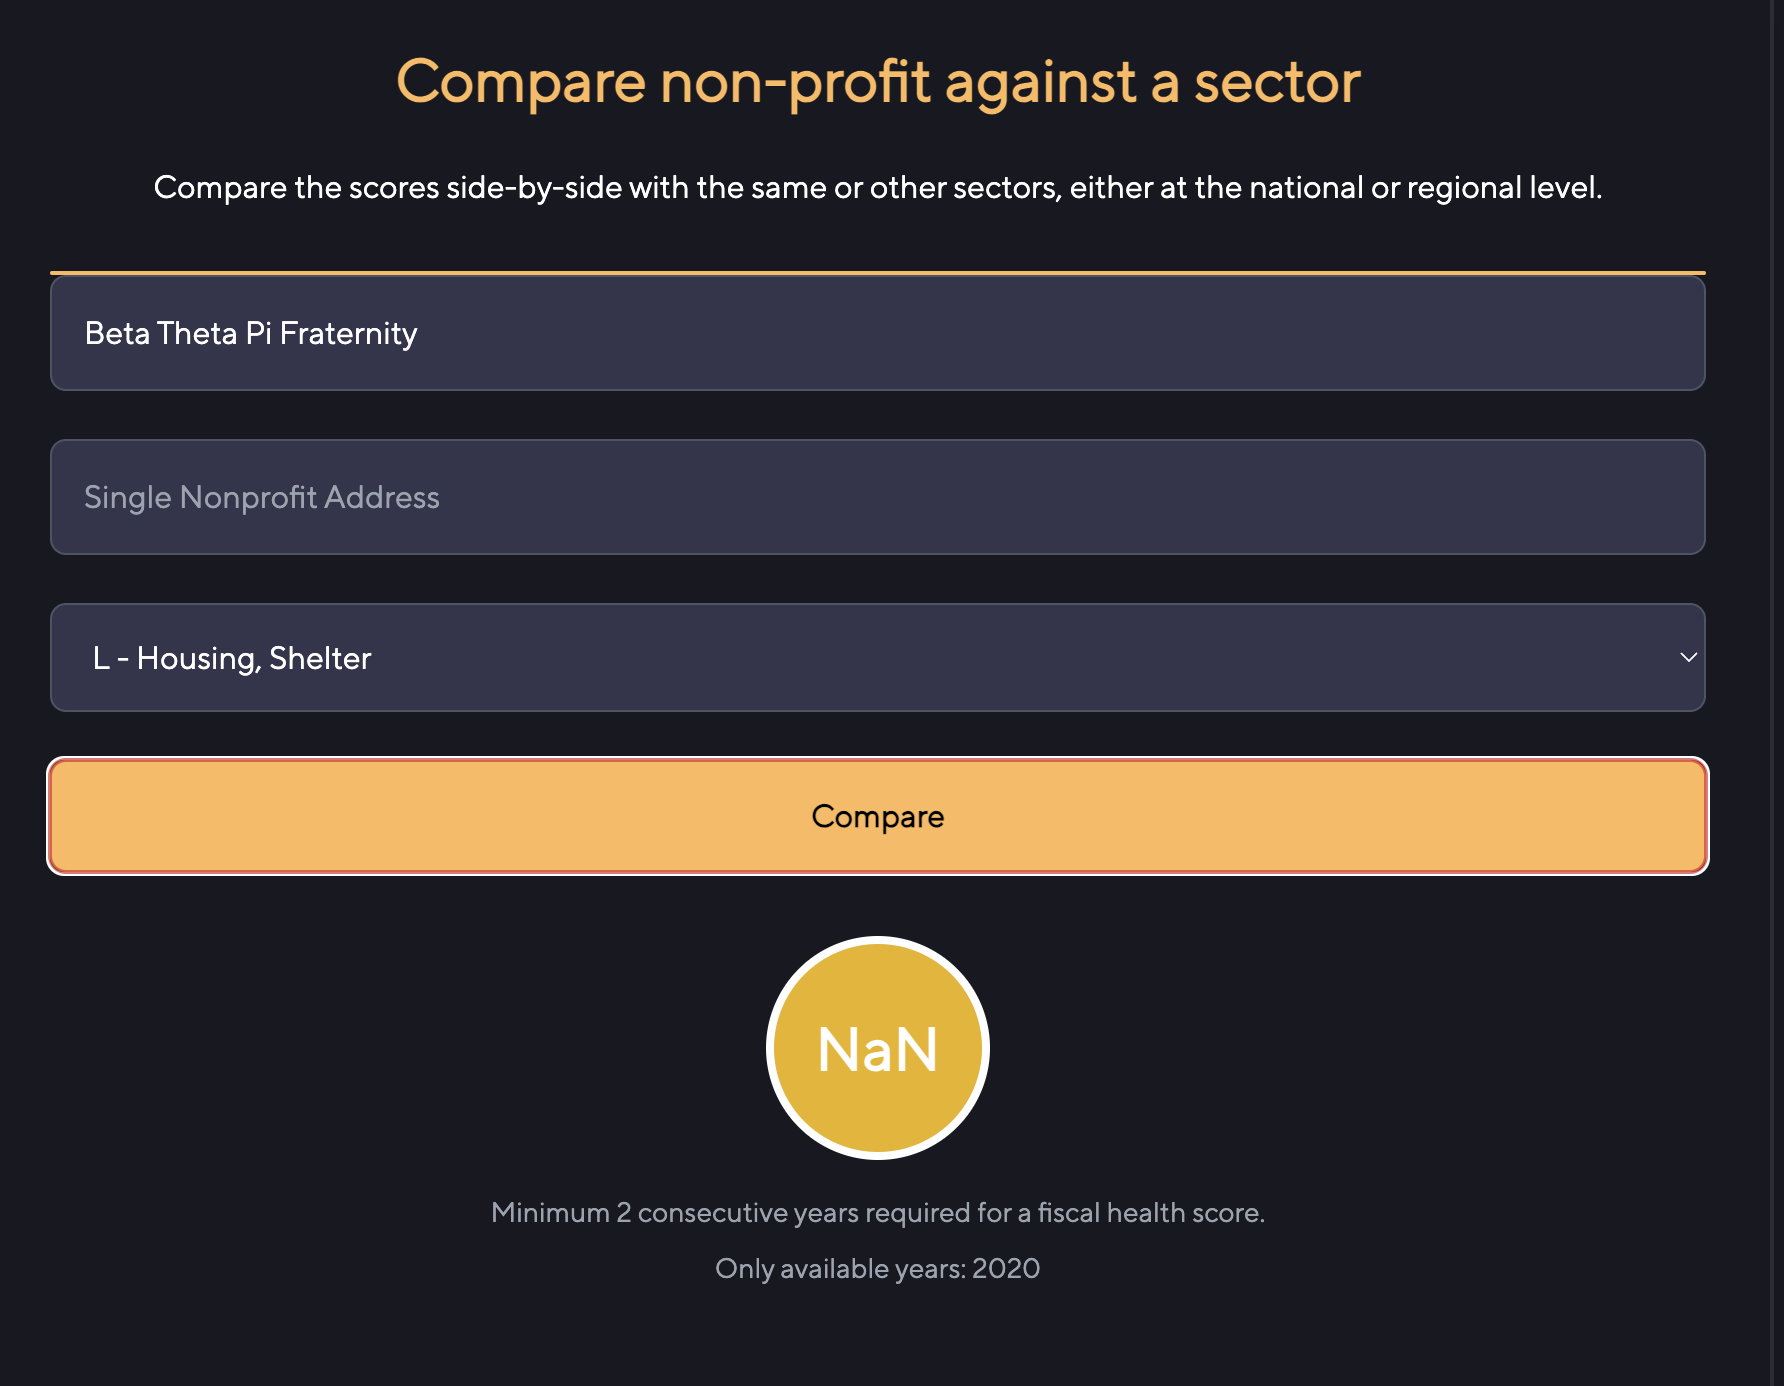 Compare non-profit against a sector
Compare the scores side-by-side with the same or other sectors, either at the national or regional level.
Beta Theta Pi Fraternity
Single Nonprofit Address
L - Housing, Shelter
Compare
NaN
Minimum 2 consecutive years required for a fiscal health score.
Only available years: 2020